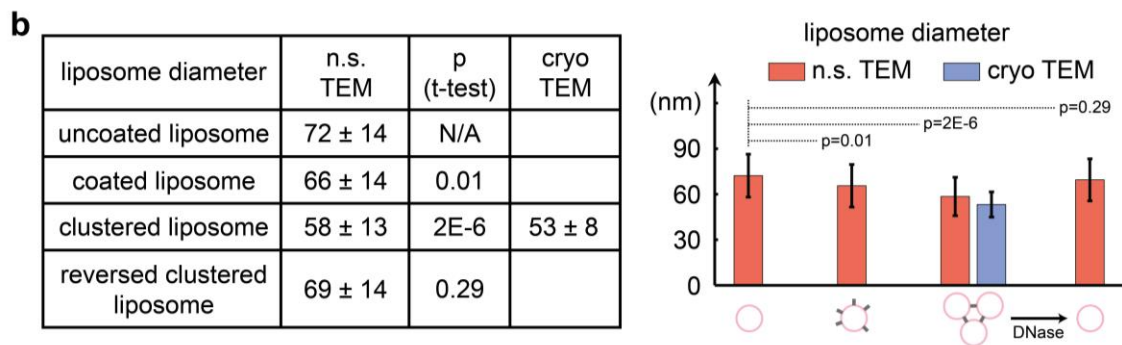 b
liposome diameter n.s. TEM p (t-test) cryo TEM
uncoated liposome 72 ± 14 N/A
coated liposome 66 ± 14 0.01
clustered liposome 58 ± 13 2E-6 53 ± 8
reversed clustered liposome 69 ± 14 0.29
liposome diameter
n.s. TEM cryo TEM
(nm)
p=0.29
p=2E-6
p=0.01
90
60
30
0
DNase